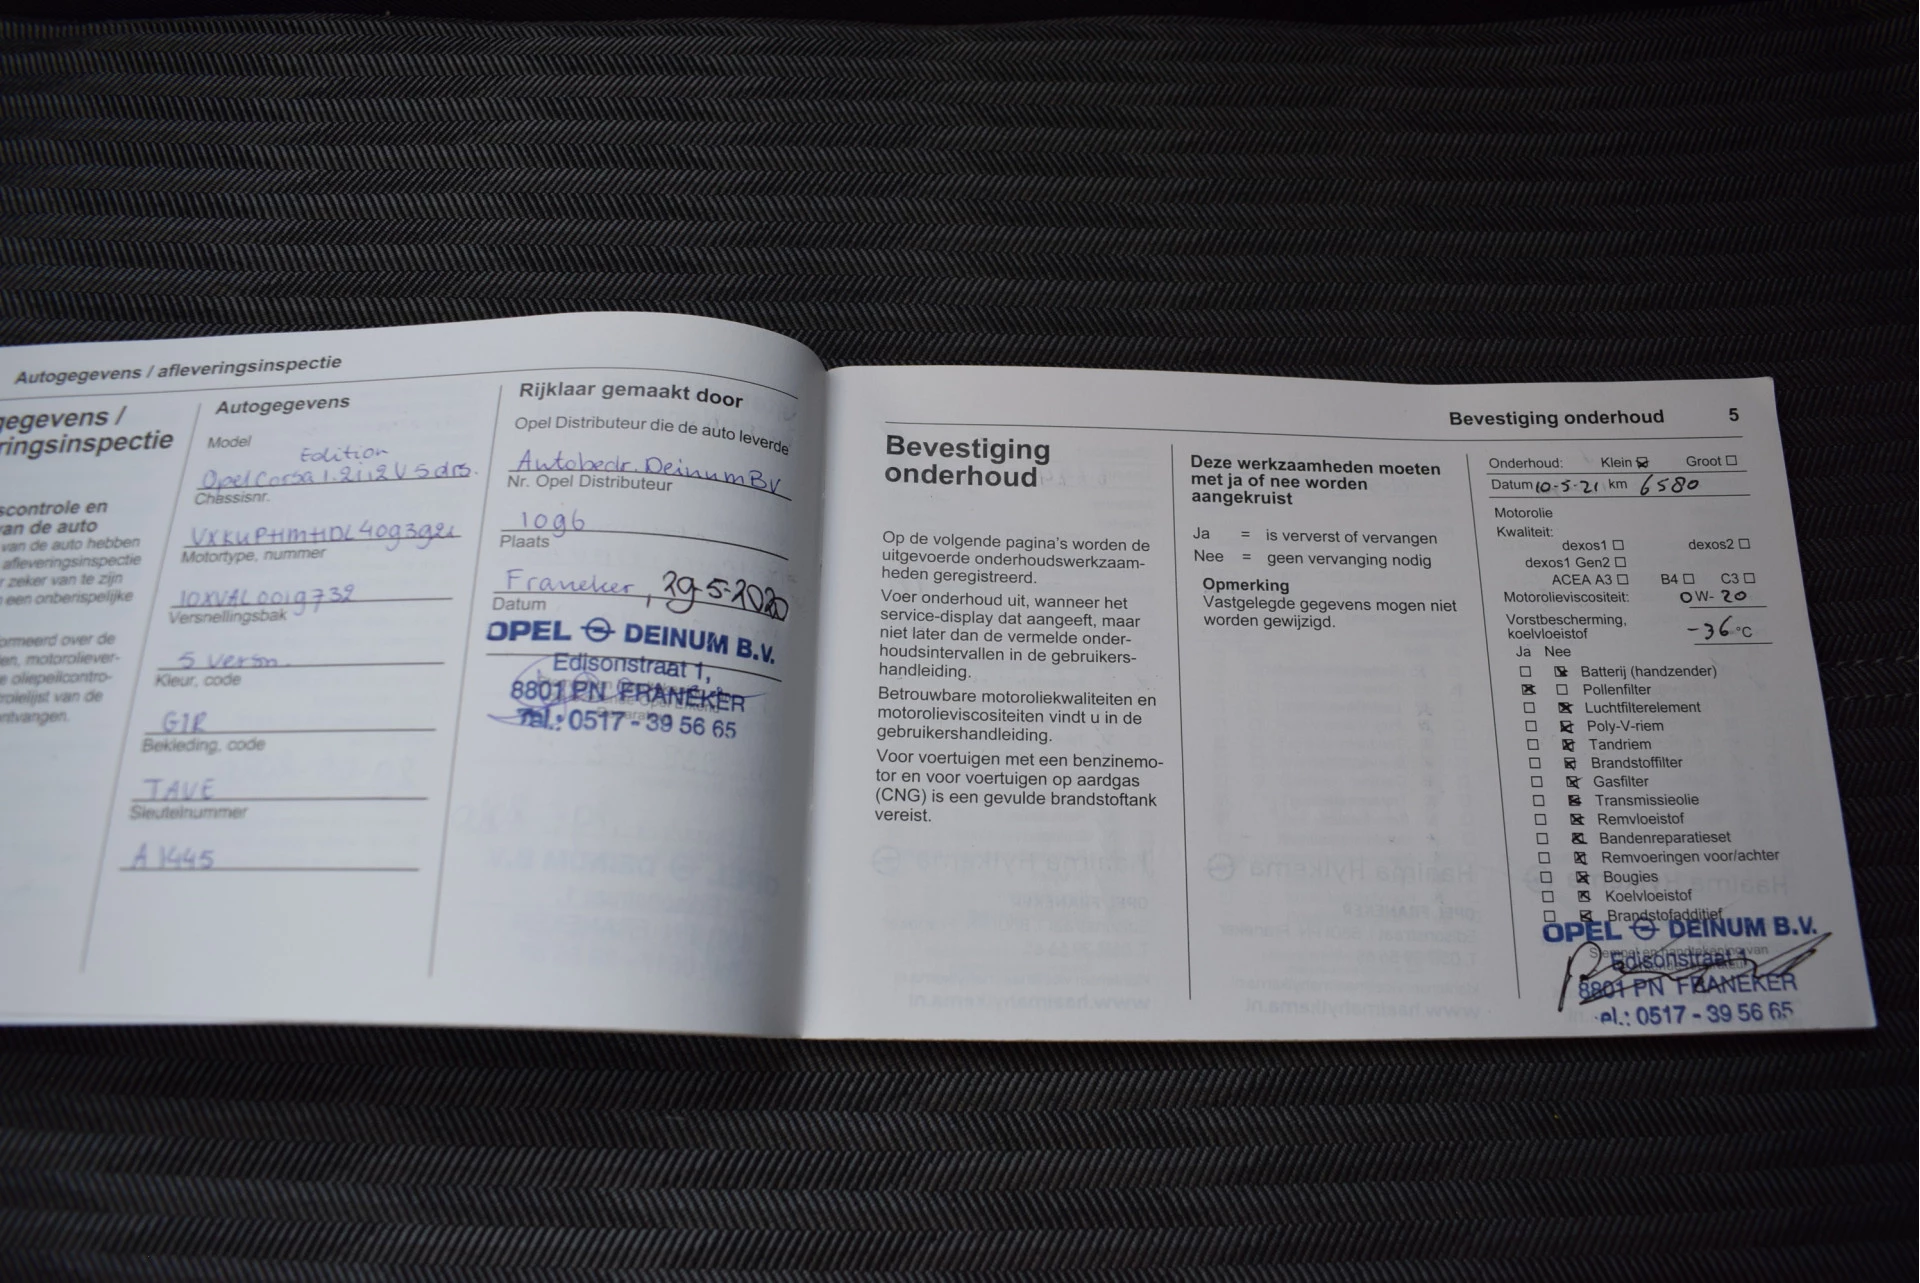 Autogegevens / afleveringsinspectie
gegevens /
ringsinspectie
scontrole en
van de auto
van de auto hebben
afleveringsinspectie
r zeker van te zijn
een onberispelijke
ormeerd over de
en, motoroliever-
e oliepeilcontro-
rolelijst van de
ntvangen.
Autogegevens
Model
Edition
Opel Corsa 1.2i 12V 5drs.
Chassisnr.
Motortype, nummer
10XVAL0019732
Versnellingsbak
5 versn.
Kleur, code
G1R
Bekleding, code
TAVE
Sleutelnummer
A1445
Rijklaar gemaakt door
Opel Distributeur die de auto leverde
Autobedr. Deinum BV
Nr. Opel Distributeur
1096
Plaats
Franeker, 29-5-2020
Datum
OPEL DEINUM B.V.
Edisonstraat 1,
8801 PN FRANEKER
Tel.: 0517 - 39 56 65
Bevestiging onderhoud 5
Bevestiging
onderhoud
Op de volgende pagina's worden de
uitgevoerde onderhoudswerkzaam-
heden geregistreerd.
Voer onderhoud uit, wanneer het
service-display dat aangeeft, maar
niet later dan de vermelde onder-
houdsintervallen in de gebruikers-
handleiding.
Betrouwbare motoroliekwaliteiten en
motorolieviscositeiten vindt u in de
gebruikershandleiding.
Voor voertuigen met een benzinemo-
tor en voor voertuigen op aardgas
(CNG) is een gevulde brandstoftank
vereist.
Deze werkzaamheden moeten
met ja of nee worden
aangekruist
Ja = is ververst of vervangen
Nee = geen vervanging nodig
Opmerking
Vastgelegde gegevens mogen niet
worden gewijzigd.
Onderhoud: Klein Groot
Datum 10-5-21 km 6580
Motorolie
Kwaliteit:
dexos1 dexos2
dexos1 Gen2
ACEA A3 B4 C3
Motorolieviscositeit: 0W-20
Vorstbescherming,
koelvloeistof -36 °C
Ja Nee
Batterij (handzender)
Pollenfilter
Luchtfilterelement
Poly-V-riem
Tandriem
Brandstoffilter
Gasfilter
Transmissieolie
Remvloeistof
Bandenreparatieset
Remvoeringen voor/achter
Bougies
Koelvloeistof
Brandstofadditief
OPEL DEINUM B.V.
Stempel en handtekening van
Edisonstraat 1
8801 PN FRANEKER
el.: 0517 - 39 56 65